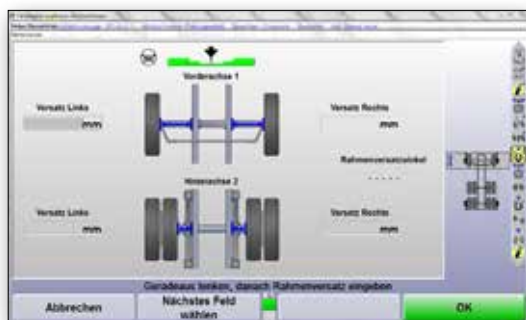 Vorderachse 1
Versatz Links
Versatz Rechts
mm
mm
Rahmenversatzwinkel
- - - - -
Hinterachse 2
Versatz Links
Versatz Rechts
mm
mm
Geradeaus lenken, danach Rahmenversatz eingeben
Abbrechen
Nächstes Feld
wählen
OK